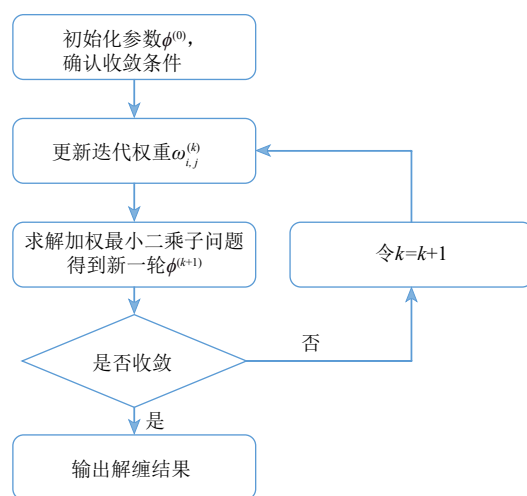 初始化参数ϕ⁽⁰⁾，
确认收敛条件
更新迭代权重ω_{i,j}^{(k)}
求解加权最小二乘子问题
得到新一轮ϕ⁽ᵏ⁺¹⁾
令k=k+1
是否收敛
否
是
输出解缠结果